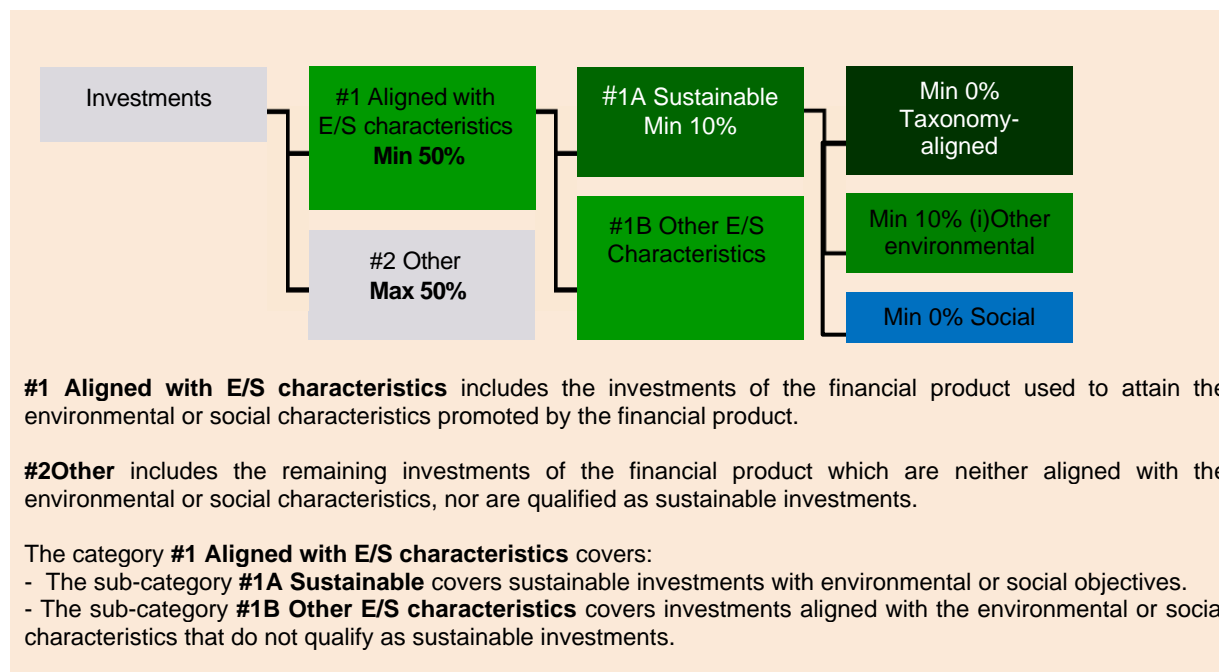 Investments
#1 Aligned with
E/S characteristics
Min 50%
#2 Other
Max 50%
#1A Sustainable
Min 10%
#1B Other E/S
Characteristics
Min 0%
Taxonomy-
aligned
Min 10% (i)Other
environmental
Min 0% Social
#1 Aligned with E/S characteristics includes the investments of the financial product used to attain the
environmental or social characteristics promoted by the financial product.
#2Other includes the remaining investments of the financial product which are neither aligned with the
environmental or social characteristics, nor are qualified as sustainable investments.
The category #1 Aligned with E/S characteristics covers:
- The sub-category #1A Sustainable covers sustainable investments with environmental or social objectives.
- The sub-category #1B Other E/S characteristics covers investments aligned with the environmental or social
characteristics that do not qualify as sustainable investments.